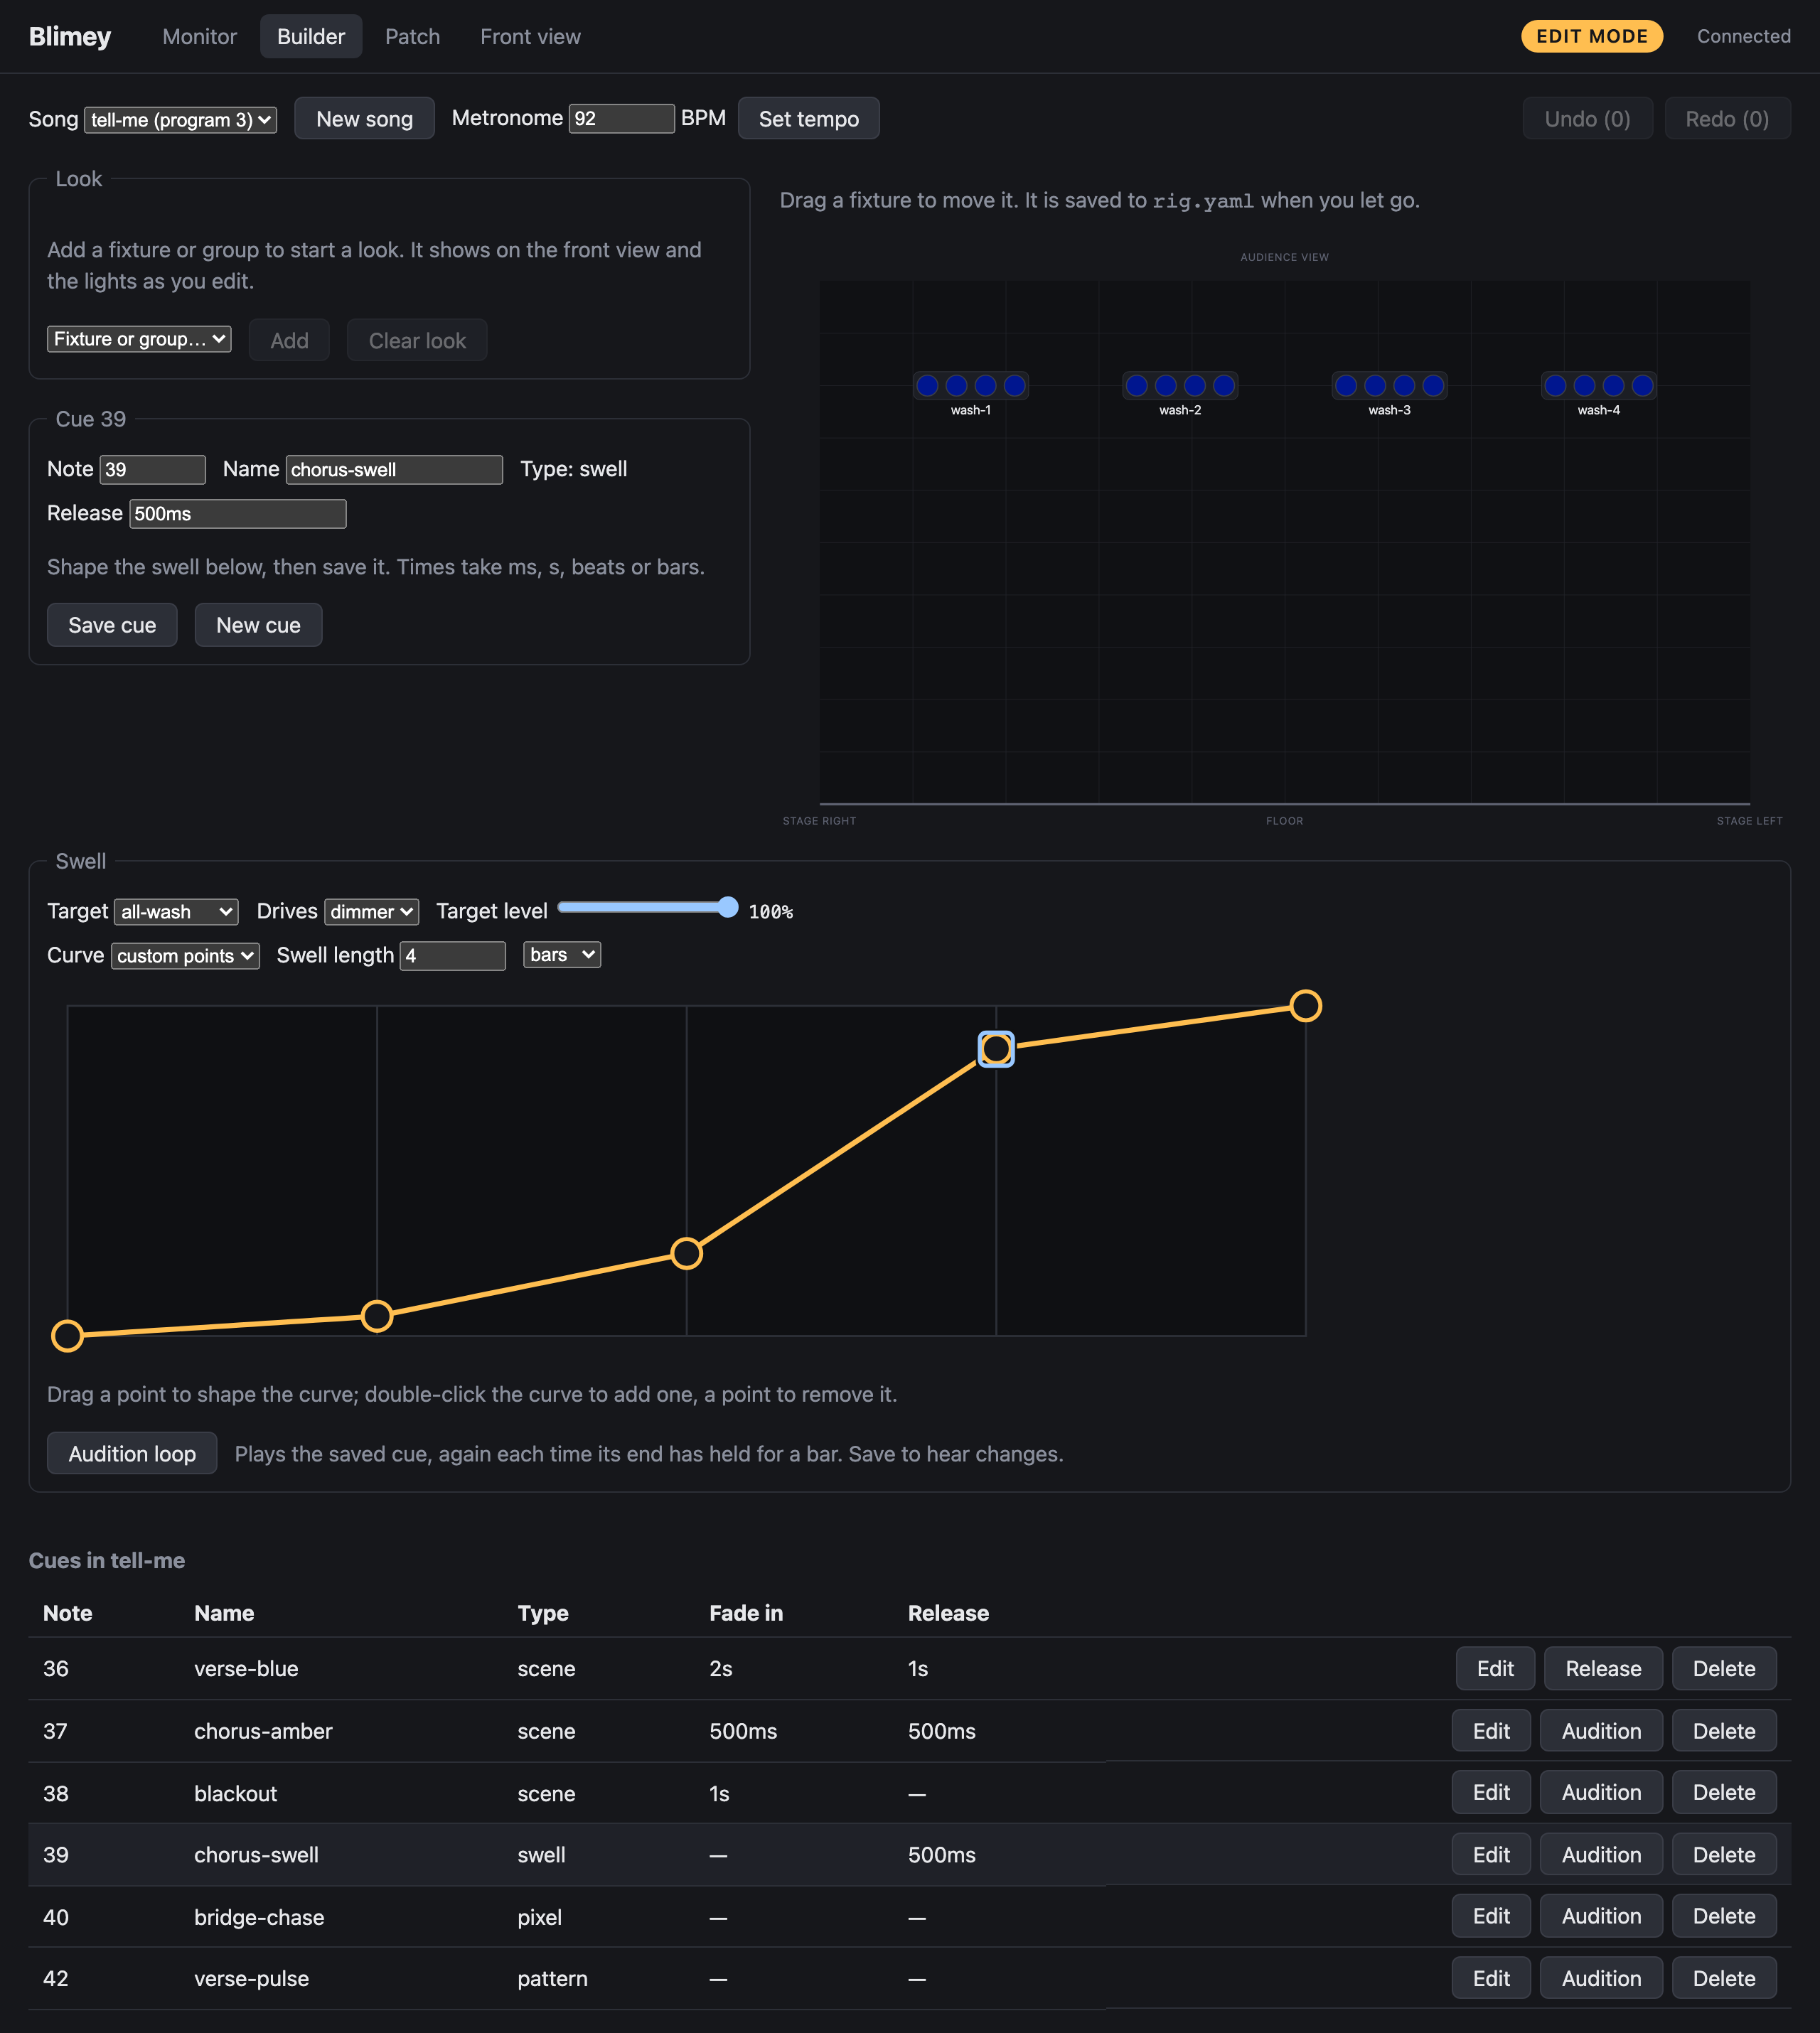 Blimey Monitor Builder Patch Front view EDIT MODE Connected
Song tell-me (program 3) New song Metronome 92 BPM Set tempo Undo (0) Redo (0)
Look
Add a fixture or group to start a look. It shows on the front view and
the lights as you edit.
Fixture or group... Add Clear look
Cue 39
Note 39 Name chorus-swell Type: swell
Release 500ms
Shape the swell below, then save it. Times take ms, s, beats or bars.
Save cue New cue
Drag a fixture to move it. It is saved to rig.yaml when you let go.
AUDIENCE VIEW
wash-1 wash-2 wash-3 wash-4
STAGE RIGHT FLOOR STAGE LEFT
Swell
Target all-wash Drives dimmer Target level 100%
Curve custom points Swell length 4 bars
Drag a point to shape the curve; double-click the curve to add one, a point to remove it.
Audition loop Plays the saved cue, again each time its end has held for a bar. Save to hear changes.
Cues in tell-me
Note Name Type Fade in Release
36 verse-blue scene 2s 1s Edit Release Delete
37 chorus-amber scene 500ms 500ms Edit Audition Delete
38 blackout scene 1s — Edit Audition Delete
39 chorus-swell swell — 500ms Edit Audition Delete
40 bridge-chase pixel — — Edit Audition Delete
42 verse-pulse pattern — — Edit Audition Delete